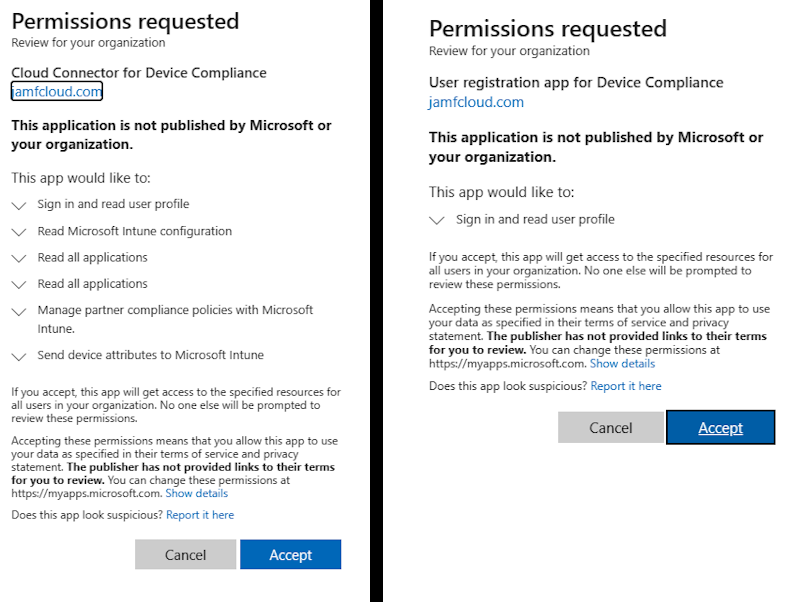 Permissions requested
Review for your organization
Cloud Connector for Device Compliance
jamfcloud.com
This application is not published by Microsoft or
your organization.
This app would like to:
Sign in and read user profile
Read Microsoft Intune configuration
Read all applications
Read all applications
Manage partner compliance policies with Microsoft
Intune.
Send device attributes to Microsoft Intune
If you accept, this app will get access to the specified resources for
all users in your organization. No one else will be prompted to
review these permissions.
Accepting these permissions means that you allow this app to use
your data as specified in their terms of service and privacy
statement. The publisher has not provided links to their terms
for you to review. You can change these permissions at
https://myapps.microsoft.com. Show details
Does this app look suspicious? Report it here
Cancel
Accept
Permissions requested
Review for your organization
User registration app for Device Compliance
jamfcloud.com
This application is not published by Microsoft or
your organization.
This app would like to:
Sign in and read user profile
If you accept, this app will get access to the specified resources for
all users in your organization. No one else will be prompted to
review these permissions.
Accepting these permissions means that you allow this app to use
your data as specified in their terms of service and privacy
statement. The publisher has not provided links to their terms
for you to review. You can change these permissions at
https://myapps.microsoft.com. Show details
Does this app look suspicious? Report it here
Cancel
Accept